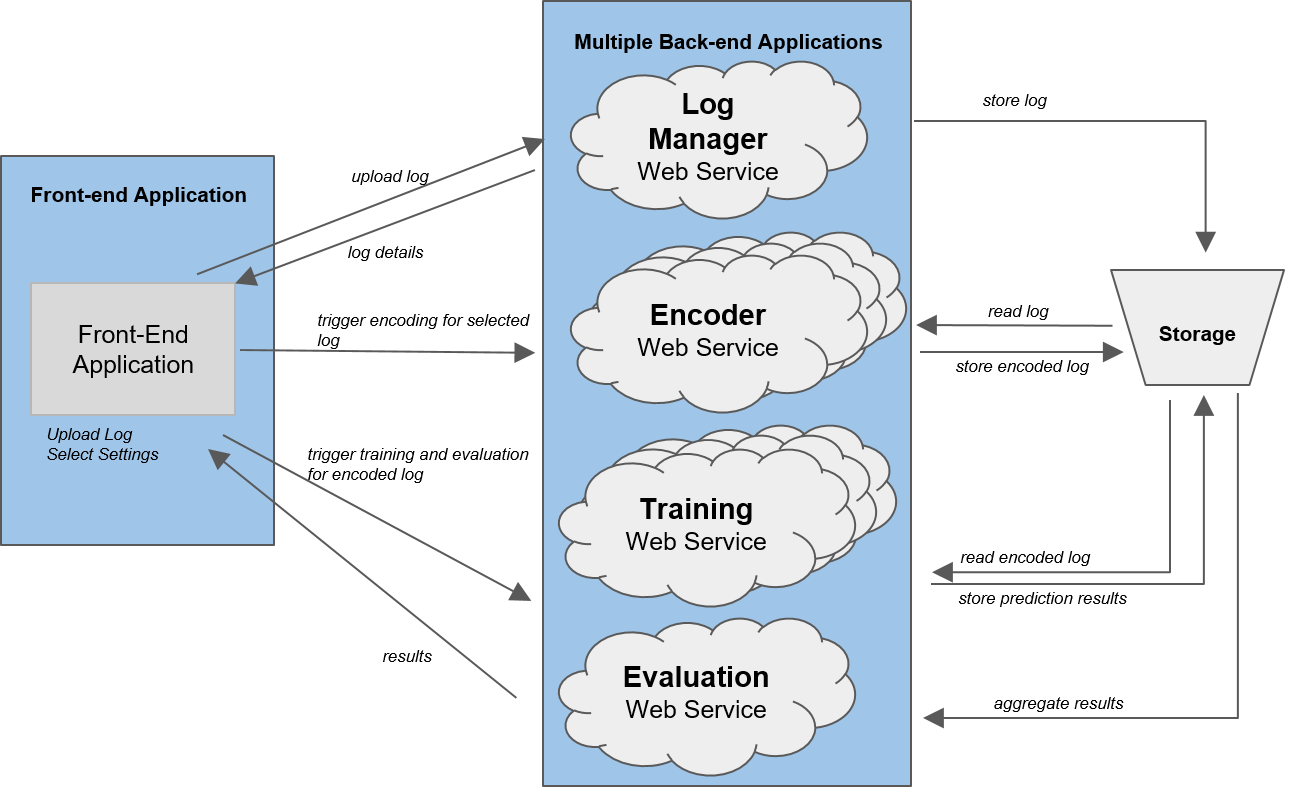 Multiple Back-end Applications
Log
Manager
Web Service
store log
upload log
Front-end Application
log details
Front-End
Application
trigger encoding for selected
log
Encoder
Web Service
read log
Storage
store encoded log
Upload Log
Select Settings
trigger training and evaluation
for encoded log
Training
Web Service
read encoded log
store prediction results
results
Evaluation
Web Service
aggregate results